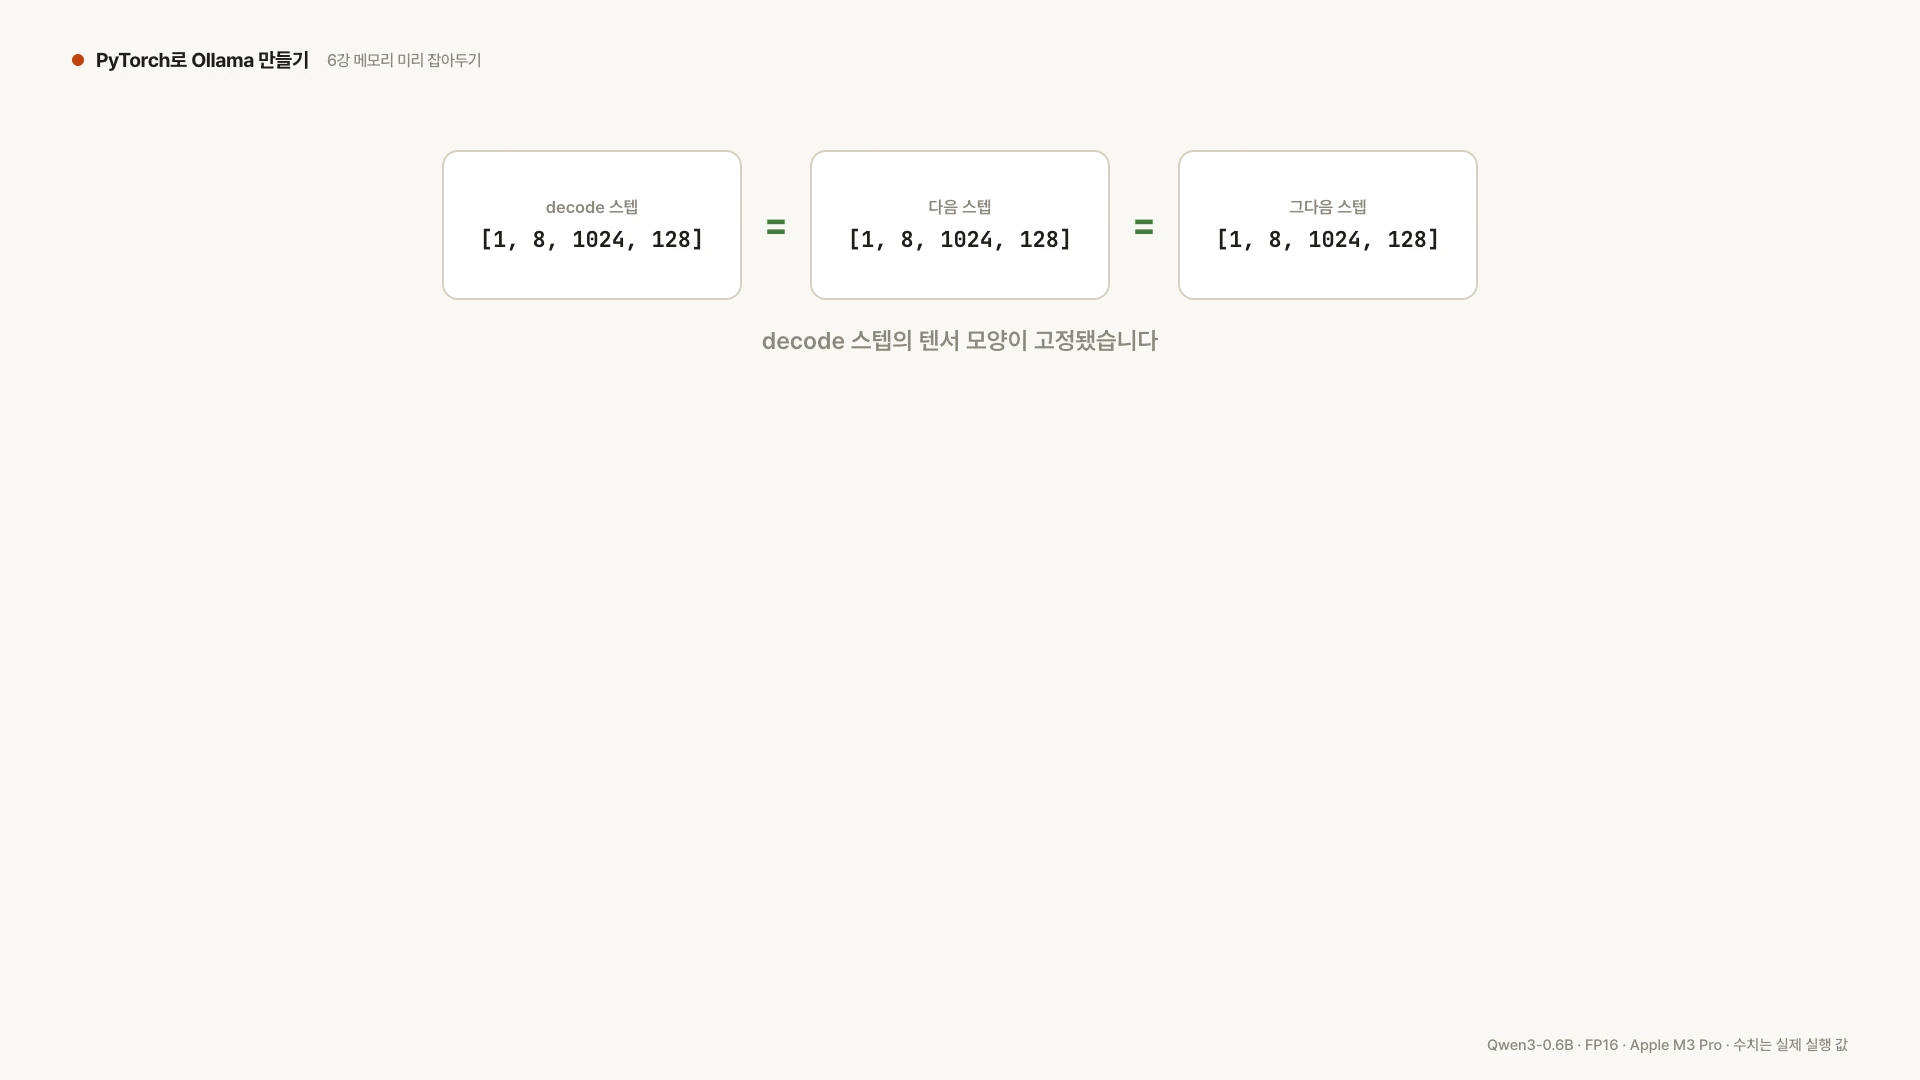 PyTorch로 Ollama 만들기 6강 메모리 미리 잡아두기
decode 스텝
[1, 8, 1024, 128]
=
다음 스텝
[1, 8, 1024, 128]
=
그다음 스텝
[1, 8, 1024, 128]
decode 스텝의 텐서 모양이 고정됐습니다
Qwen3-0.6B · FP16 · Apple M3 Pro · 수치는 실제 실행 값